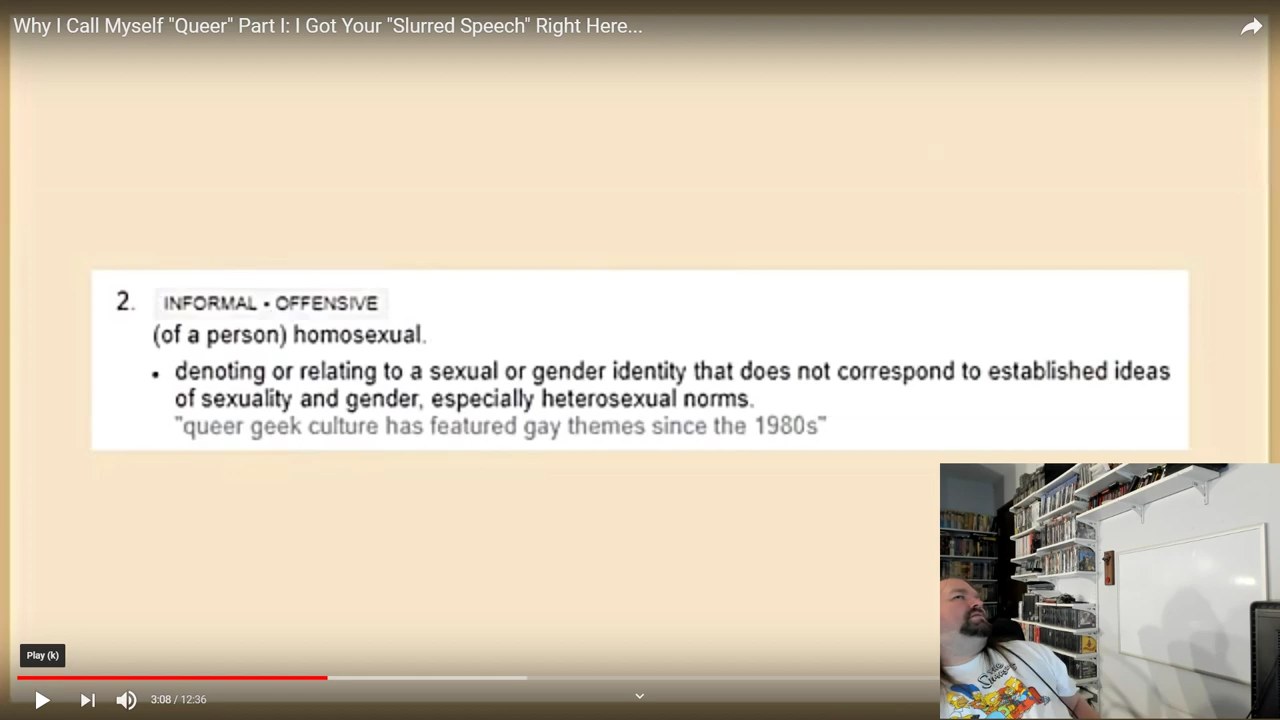 Why I Call Myself "Queer" Part I: I Got Your "Slurred Speech" Right Here...
2. INFORMAL • OFFENSIVE
(of a person) homosexual.
• denoting or relating to a sexual or gender identity that does not correspond to established ideas
of sexuality and gender, especially heterosexual norms.
"queer geek culture has featured gay themes since the 1980s"
The
Simpsons
Play (k)
3:08 / 12:36